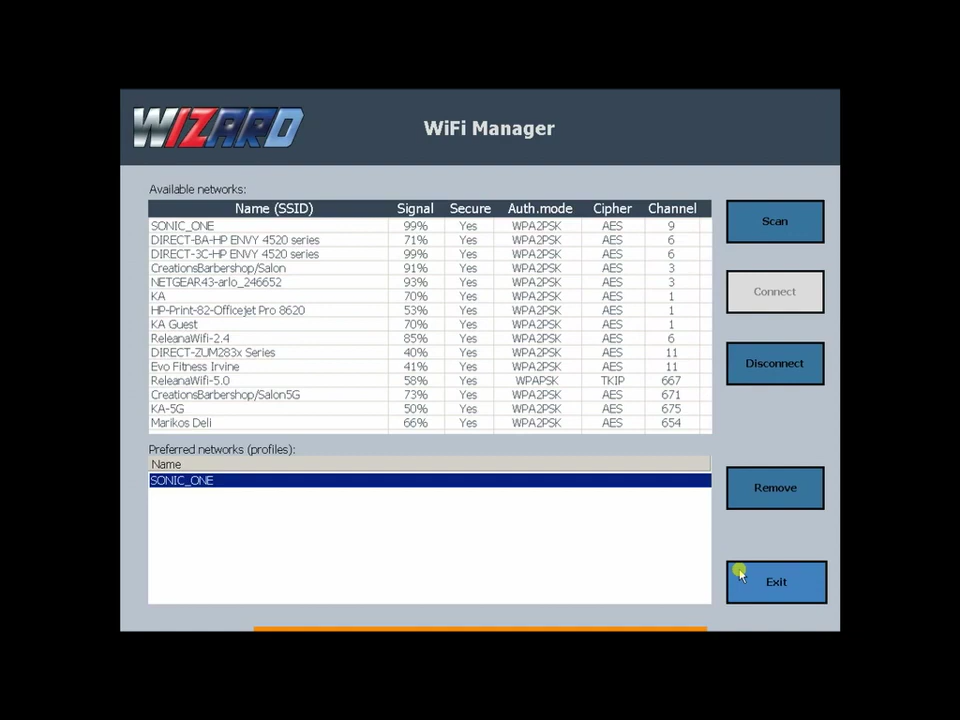 WIZARD
WiFi Manager
Available networks:
Name (SSID) Signal Secure Auth.mode Cipher Channel
SONIC_ONE 99% Yes WPA2PSK AES 9
DIRECT-BA-HP ENVY 4520 series 71% Yes WPA2PSK AES 6
DIRECT-3C-HP ENVY 4520 series 99% Yes WPA2PSK AES 6
CreationsBarbershop/Salon 91% Yes WPA2PSK AES 3
NETGEAR43-arlo_246652 93% Yes WPA2PSK AES 3
KA 70% Yes WPA2PSK AES 1
HP-Print-82-Officejet Pro 8620 53% Yes WPA2PSK AES 1
KA Guest 70% Yes WPA2PSK AES 1
ReleanaWifi-2.4 85% Yes WPA2PSK AES 6
DIRECT-ZUM283x Series 40% Yes WPA2PSK AES 11
Evo Fitness Irvine 41% Yes WPA2PSK AES 11
ReleanaWifi-5.0 58% Yes WPAPSK TKIP 667
CreationsBarbershop/Salon5G 73% Yes WPA2PSK AES 671
KA-5G 50% Yes WPA2PSK AES 675
Marikos Deli 66% Yes WPA2PSK AES 654
Scan
Connect
Disconnect
Preferred networks (profiles):
Name
SONIC_ONE
Remove
Exit